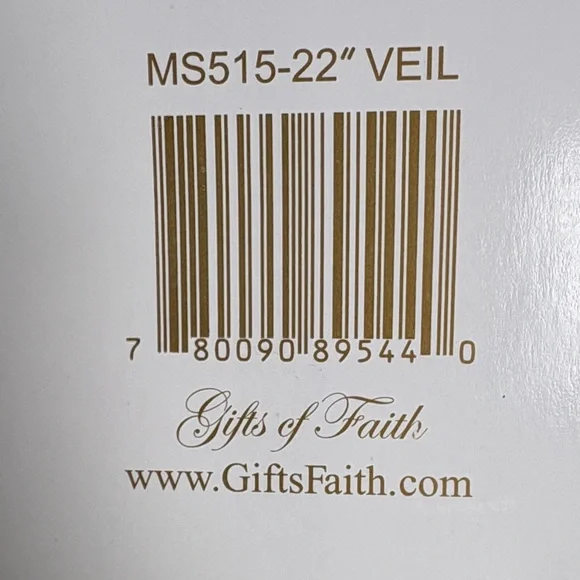 MS515-22" VEIL
7 80090 89544 0
Gifts of Faith
www.GiftsFaith.com